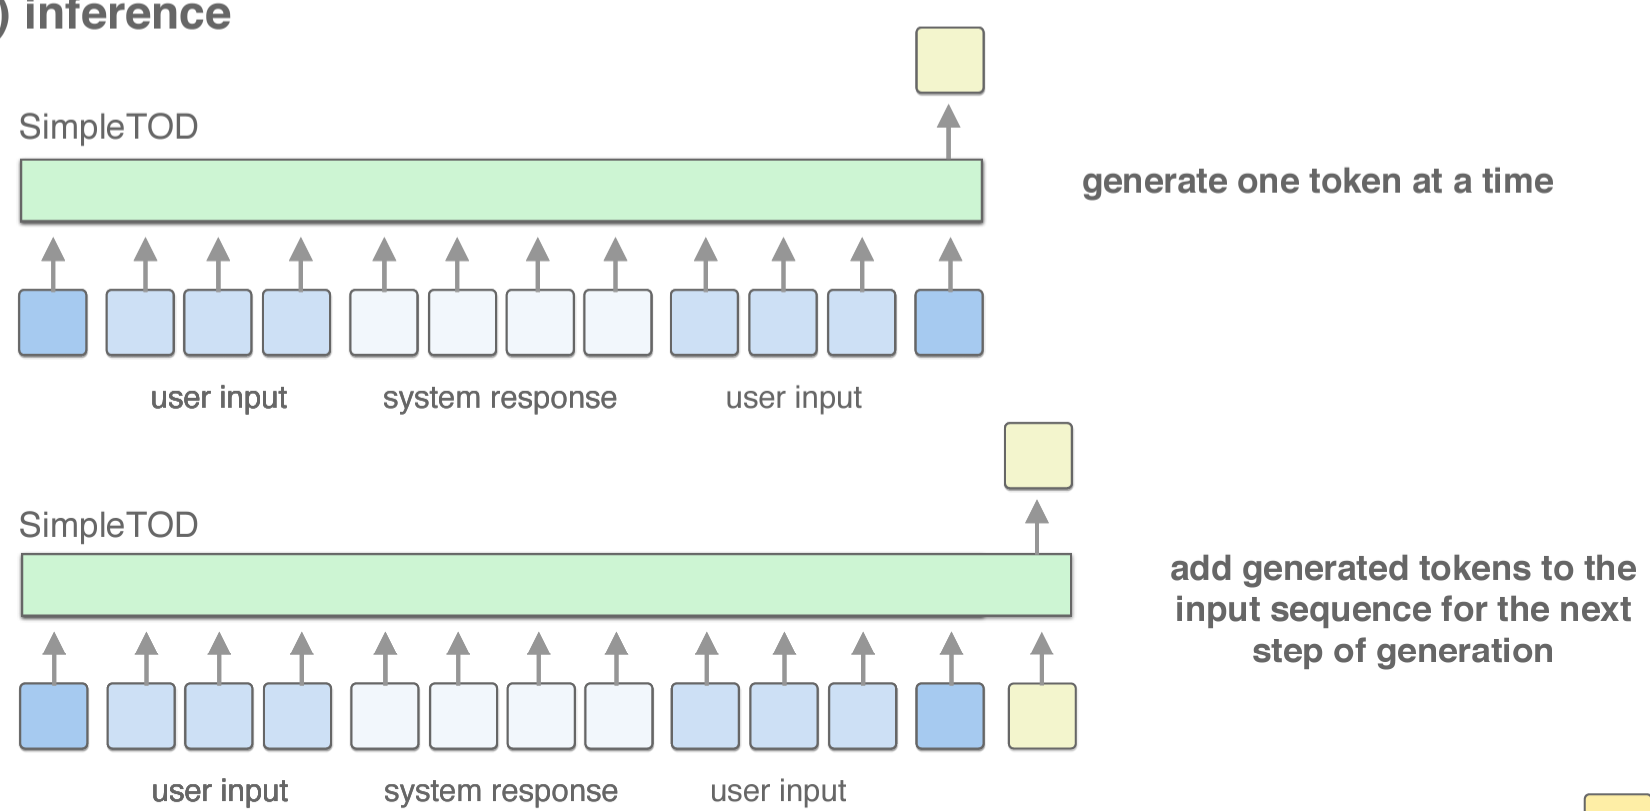 ) inference
SimpleTOD
generate one token at a time
user input
system response
user input
SimpleTOD
add generated tokens to the
input sequence for the next
step of generation
user input
system response
user input